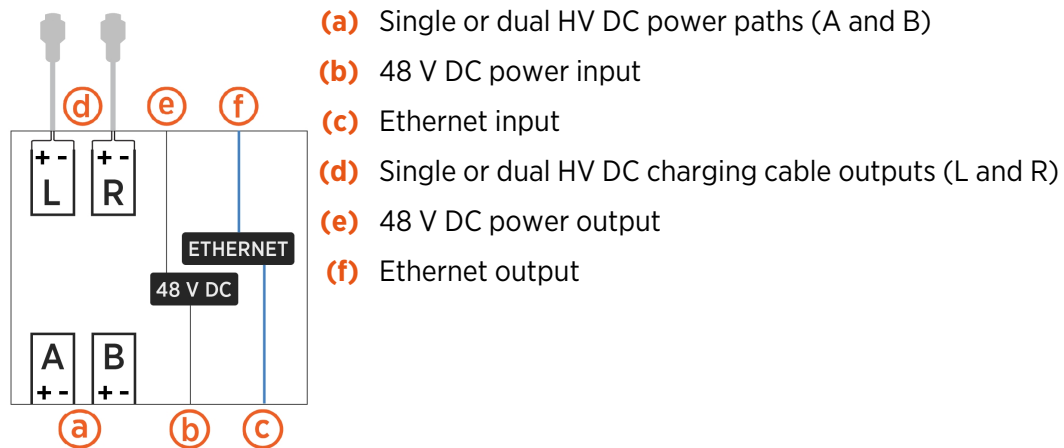 d e f
+ - + -
L R
ETHERNET
48 V DC
A B
+ - + -
a b c
(a) Single or dual HV DC power paths (A and B)
(b) 48 V DC power input
(c) Ethernet input
(d) Single or dual HV DC charging cable outputs (L and R)
(e) 48 V DC power output
(f) Ethernet output